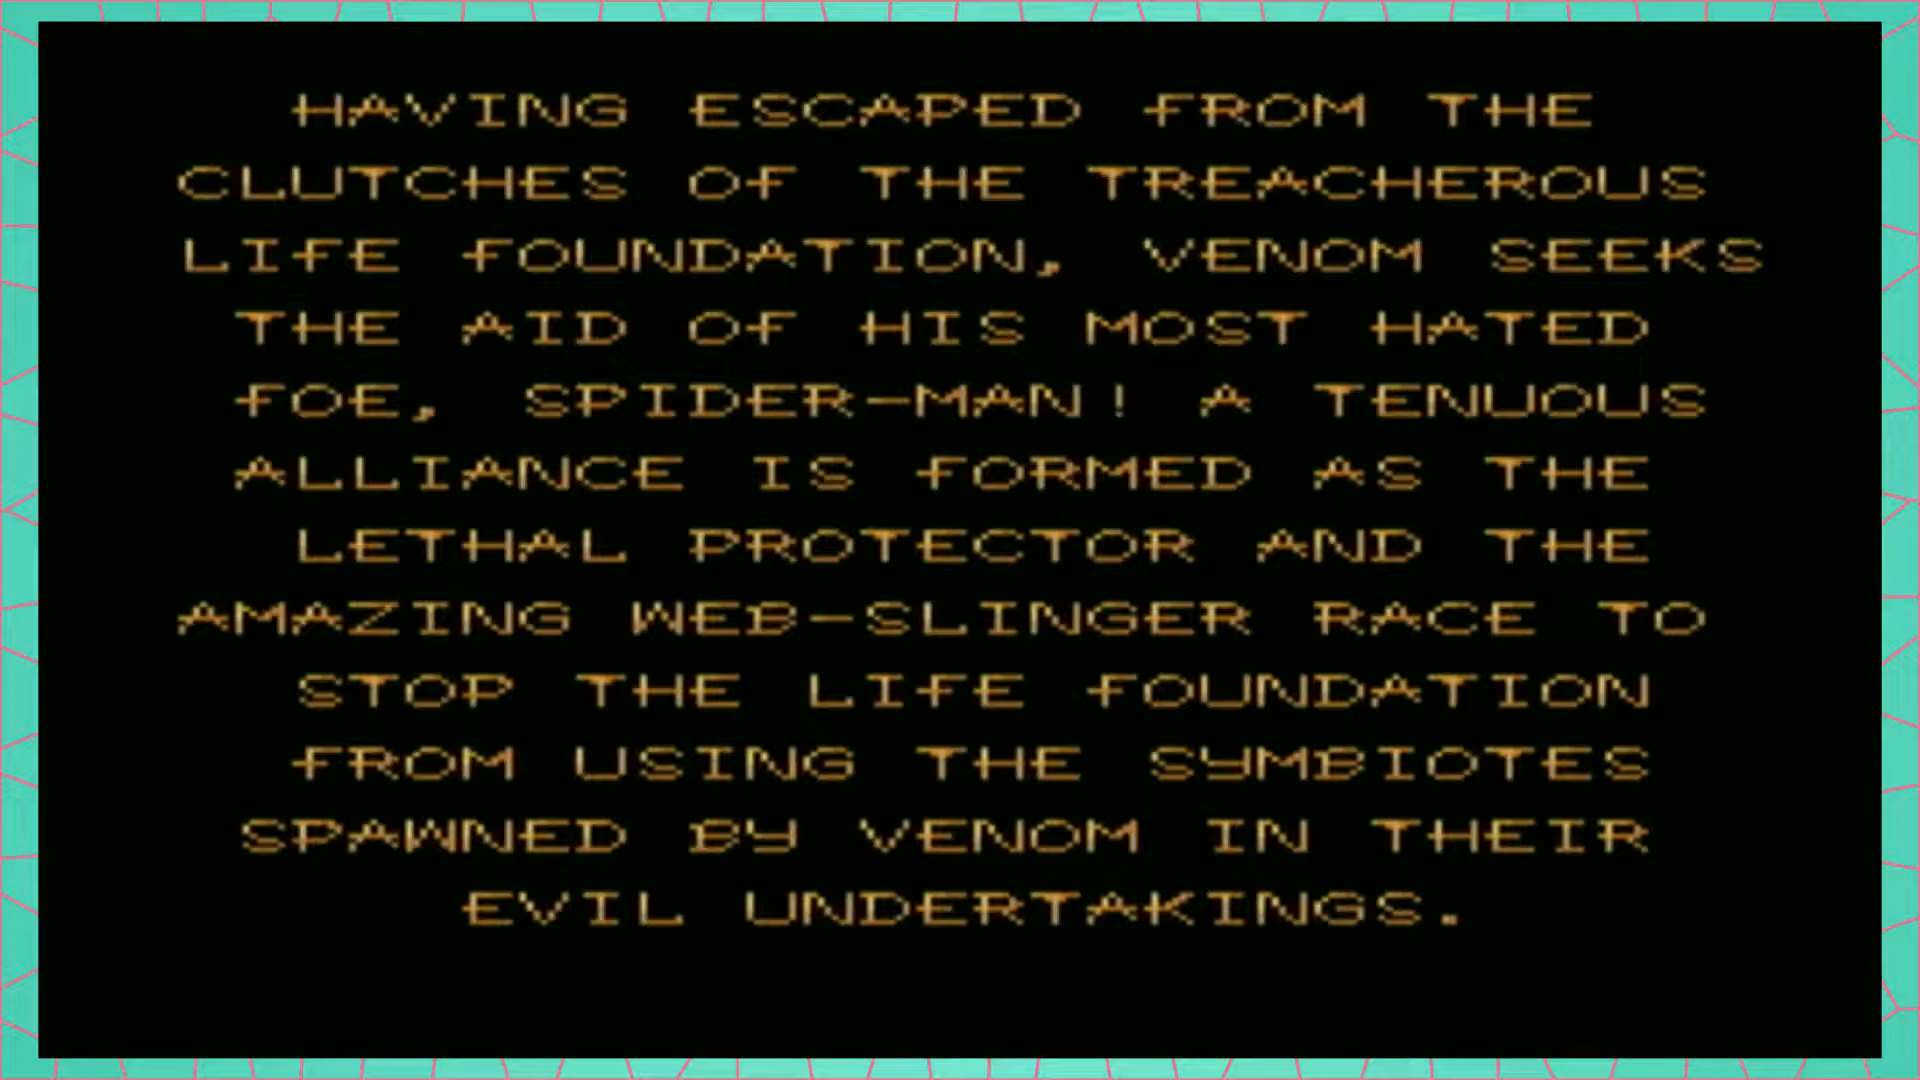 HAVING ESCAPED FROM THE
CLUTCHES OF THE TREACHEROUS
LIFE FOUNDATION, VENOM SEEKS
THE AID OF HIS MOST HATED
FOE, SPIDER-MAN! A TENUOUS
ALLIANCE IS FORMED AS THE
LETHAL PROTECTOR AND THE
AMAZING WEB-SLINGER RACE TO
STOP THE LIFE FOUNDATION
FROM USING THE SYMBIOTES
SPAWNED BY VENOM IN THEIR
EVIL UNDERTAKINGS.